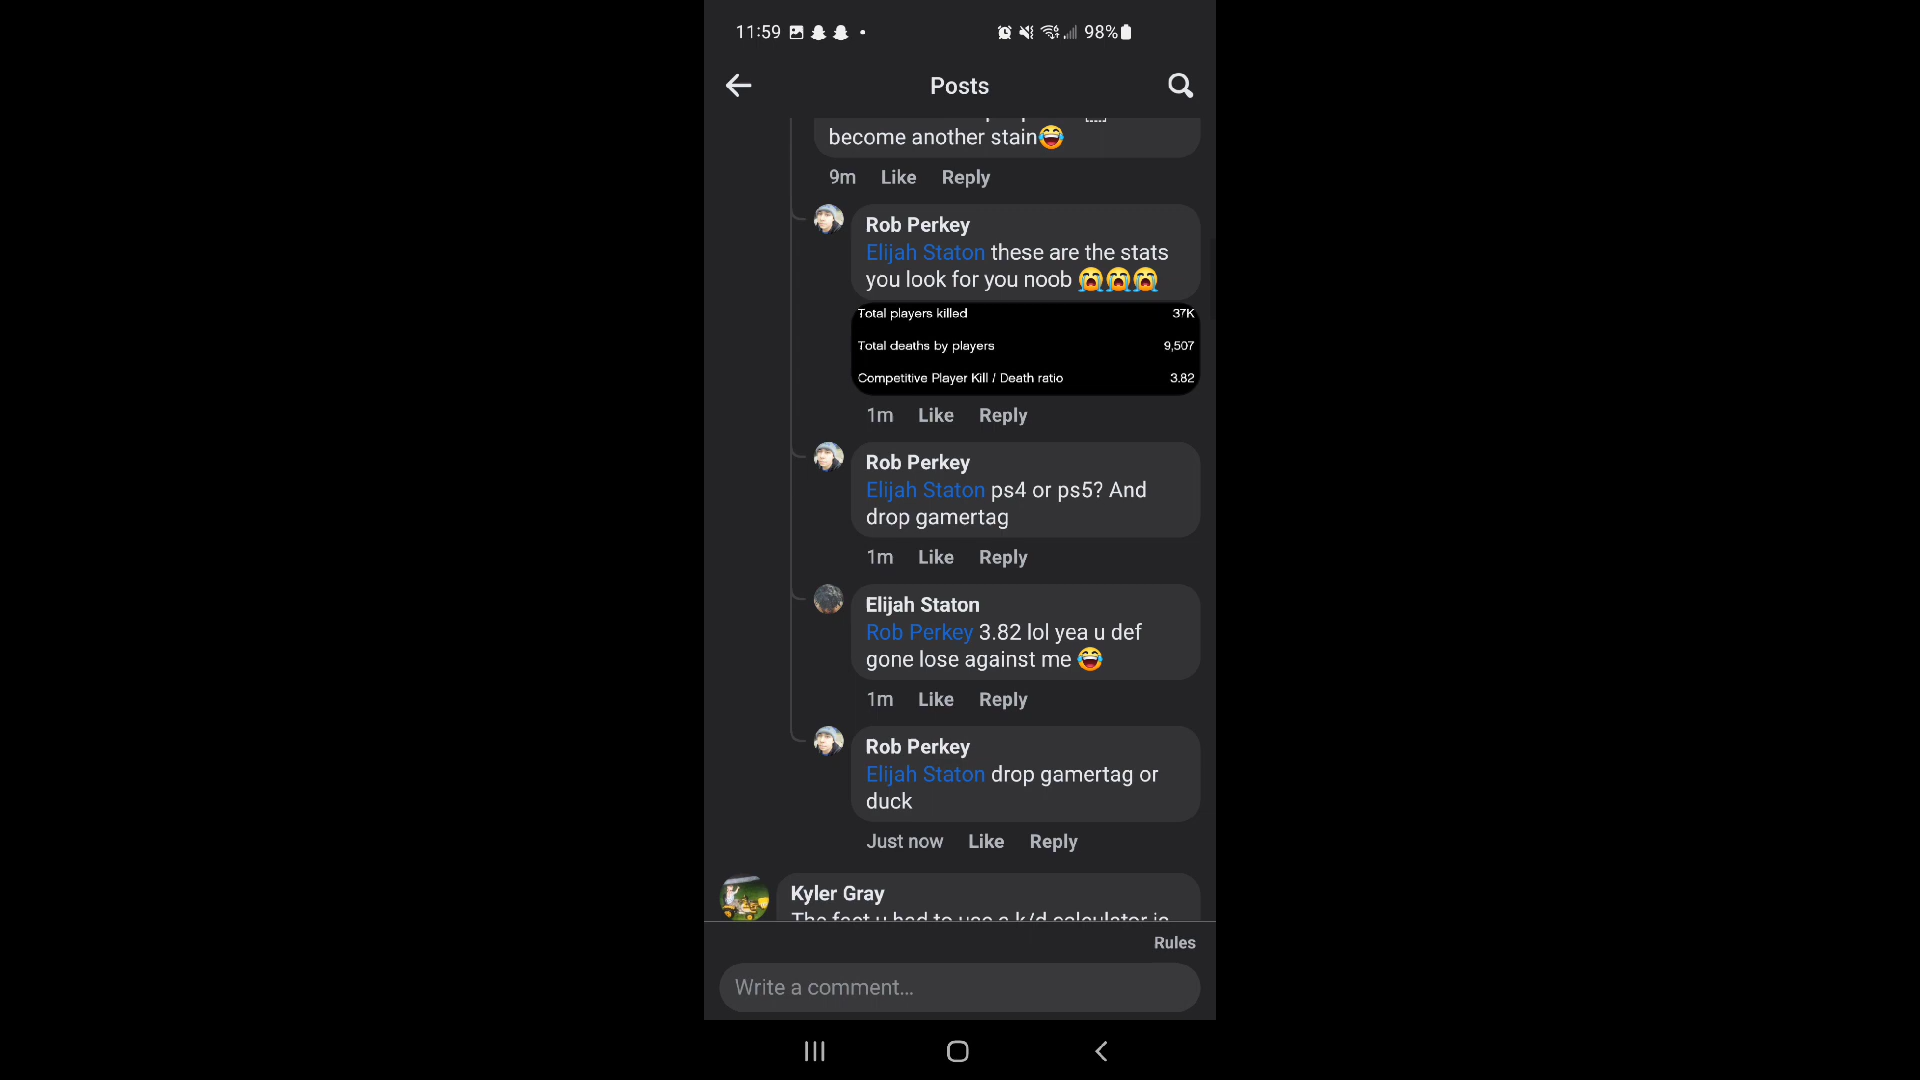 11:59
98%
Posts
become another stain😂
9m Like Reply
Rob Perkey
Elijah Staton these are the stats
you look for you noob 😭😭😭
Total players killed 37K
Total deaths by players 9,507
Competitive Player Kill / Death ratio 3.82
1m Like Reply
Rob Perkey
Elijah Staton ps4 or ps5? And
drop gamertag
1m Like Reply
Elijah Staton
Rob Perkey 3.82 lol yea u def
gone lose against me 😂
1m Like Reply
Rob Perkey
Elijah Staton drop gamertag or
duck
Just now Like Reply
Kyler Gray
The fact u had to use a k/d calculator is
Rules
Write a comment...